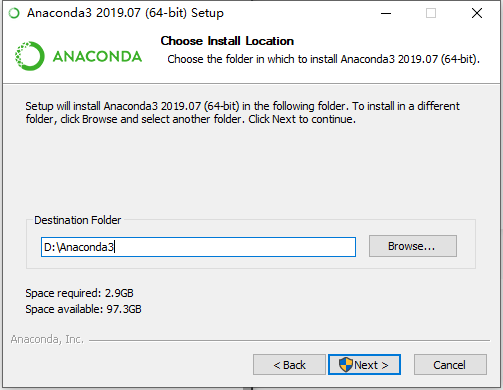 Anaconda3 2019.07 (64-bit) Setup
ANACONDA
Choose Install Location
Choose the folder in which to install Anaconda3 2019.07 (64-bit).
Setup will install Anaconda3 2019.07 (64-bit) in the following folder. To install in a different
folder, click Browse and select another folder. Click Next to continue.
Destination Folder
D:\Anaconda3
Browse...
Space required: 2.9GB
Space available: 97.3GB
Anaconda, Inc.
< Back
Next >
Cancel